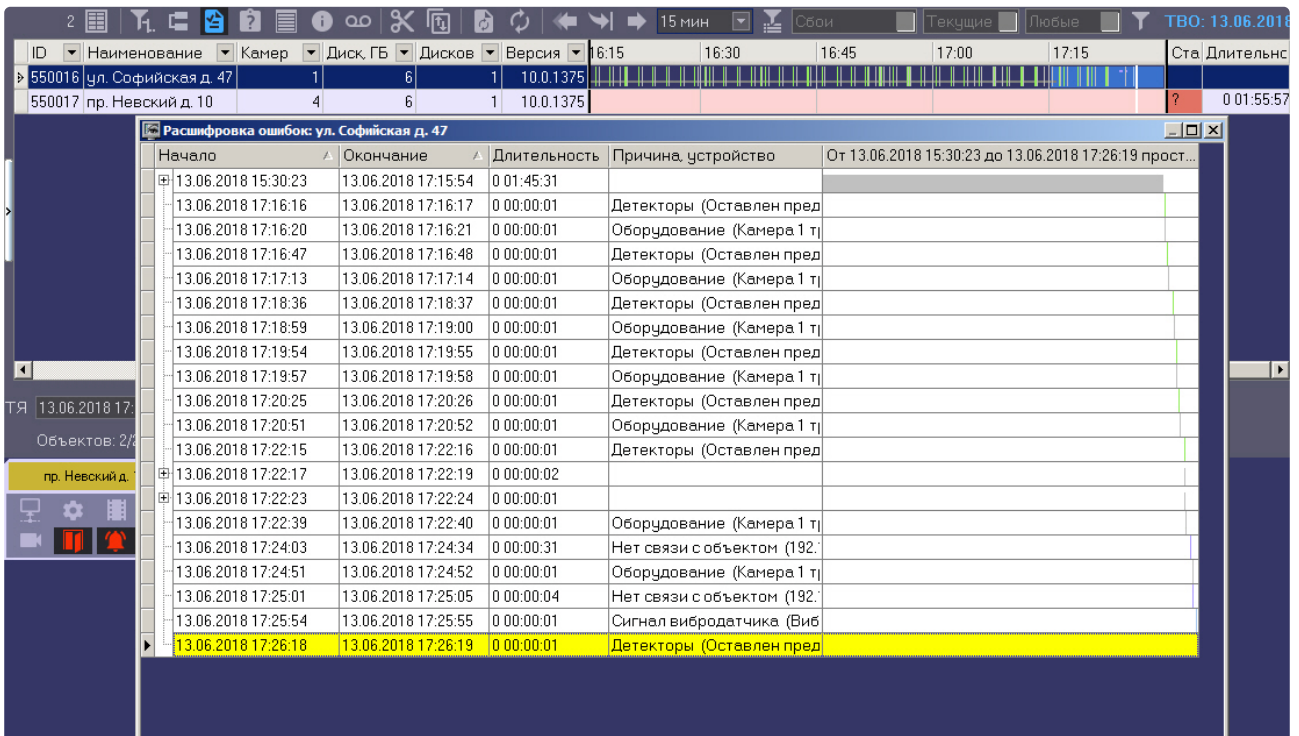 2 15 мин Сбои Текущие Любые ТВО: 13.06.2018
ID Наименование Камер Диск, ГБ Дисков Версия 16:15 16:30 16:45 17:00 17:15 Ста Длительнс
550016 ул. Софийская д. 47 1 6 1 10.0.1375
550017 пр. Невский д. 10 4 6 1 10.0.1375 ? 0 01:55:57
Расшифровка ошибок: ул. Софийская д. 47
Начало Окончание Длительность Причина, устройство От 13.06.2018 15:30:23 до 13.06.2018 17:26:19 прост...
13.06.2018 15:30:23 13.06.2018 17:15:54 0 01:45:31
13.06.2018 17:16:16 13.06.2018 17:16:17 0 00:00:01 Детекторы (Оставлен пред
13.06.2018 17:16:20 13.06.2018 17:16:21 0 00:00:01 Оборудование (Камера 1 т
13.06.2018 17:16:47 13.06.2018 17:16:48 0 00:00:01 Детекторы (Оставлен пред
13.06.2018 17:17:13 13.06.2018 17:17:14 0 00:00:01 Оборудование (Камера 1 т
13.06.2018 17:18:36 13.06.2018 17:18:37 0 00:00:01 Детекторы (Оставлен пред
13.06.2018 17:18:59 13.06.2018 17:19:00 0 00:00:01 Оборудование (Камера 1 т
13.06.2018 17:19:54 13.06.2018 17:19:55 0 00:00:01 Детекторы (Оставлен пред
13.06.2018 17:19:57 13.06.2018 17:19:58 0 00:00:01 Оборудование (Камера 1 т
13.06.2018 17:20:25 13.06.2018 17:20:26 0 00:00:01 Детекторы (Оставлен пред
13.06.2018 17:20:51 13.06.2018 17:20:52 0 00:00:01 Оборудование (Камера 1 т
13.06.2018 17:22:15 13.06.2018 17:22:16 0 00:00:01 Детекторы (Оставлен пред
13.06.2018 17:22:17 13.06.2018 17:22:19 0 00:00:02
13.06.2018 17:22:23 13.06.2018 17:22:24 0 00:00:01
13.06.2018 17:22:39 13.06.2018 17:22:40 0 00:00:01 Оборудование (Камера 1 т
13.06.2018 17:24:03 13.06.2018 17:24:34 0 00:00:31 Нет связи с объектом (192.
13.06.2018 17:24:51 13.06.2018 17:24:52 0 00:00:01 Оборудование (Камера 1 т
13.06.2018 17:25:01 13.06.2018 17:25:05 0 00:00:04 Нет связи с объектом (192.
13.06.2018 17:25:54 13.06.2018 17:25:55 0 00:00:01 Сигнал вибродатчика (Виб
13.06.2018 17:26:18 13.06.2018 17:26:19 0 00:00:01 Детекторы (Оставлен пред
ТЯ 13.06.2018 17:
Объектов: 2/2
пр. Невский д.